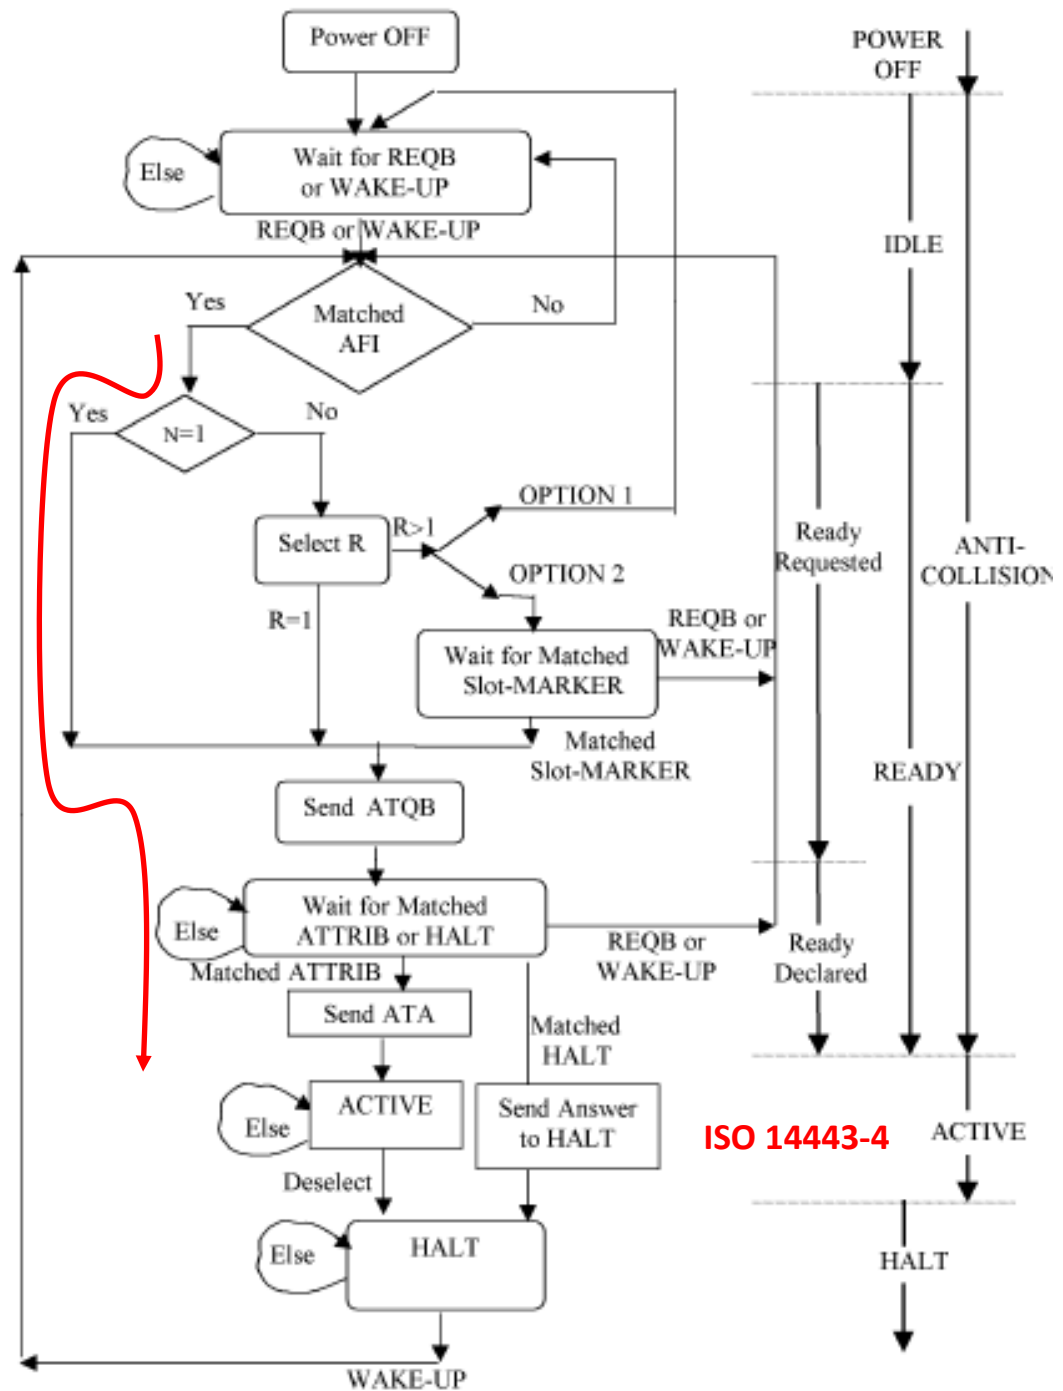 Power OFF
POWER
OFF
Wait for REQB
or WAKE-UP
Else
REQB or WAKE-UP
IDLE
Yes
Matched
AFI
No
Yes
N=1
No
OPTION 1
Select R
R>1
Ready
Requested
ANTI-
COLLISION
OPTION 2
R=1
REQB or
WAKE-UP
Wait for Matched
Slot-MARKER
Matched
Slot-MARKER
READY
Send ATQB
Wait for Matched
ATTRIB or HALT
Else
REQB or
WAKE-UP
Ready
Declared
Matched ATTRIB
Send ATA
Matched
HALT
ACTIVE
Else
Send Answer
to HALT
ISO 14443-4
ACTIVE
Deselect
HALT
Else
HALT
WAKE-UP